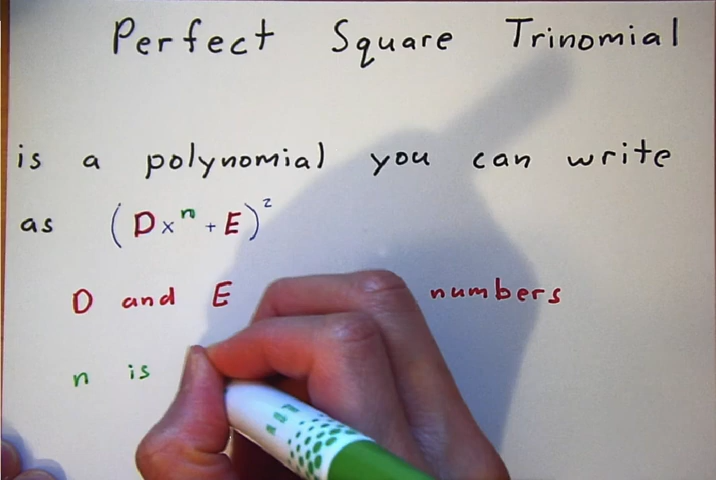 Perfect Square Trinomial
is a polynomial you can write
as (Dxⁿ + E)²
D and E numbers
n is